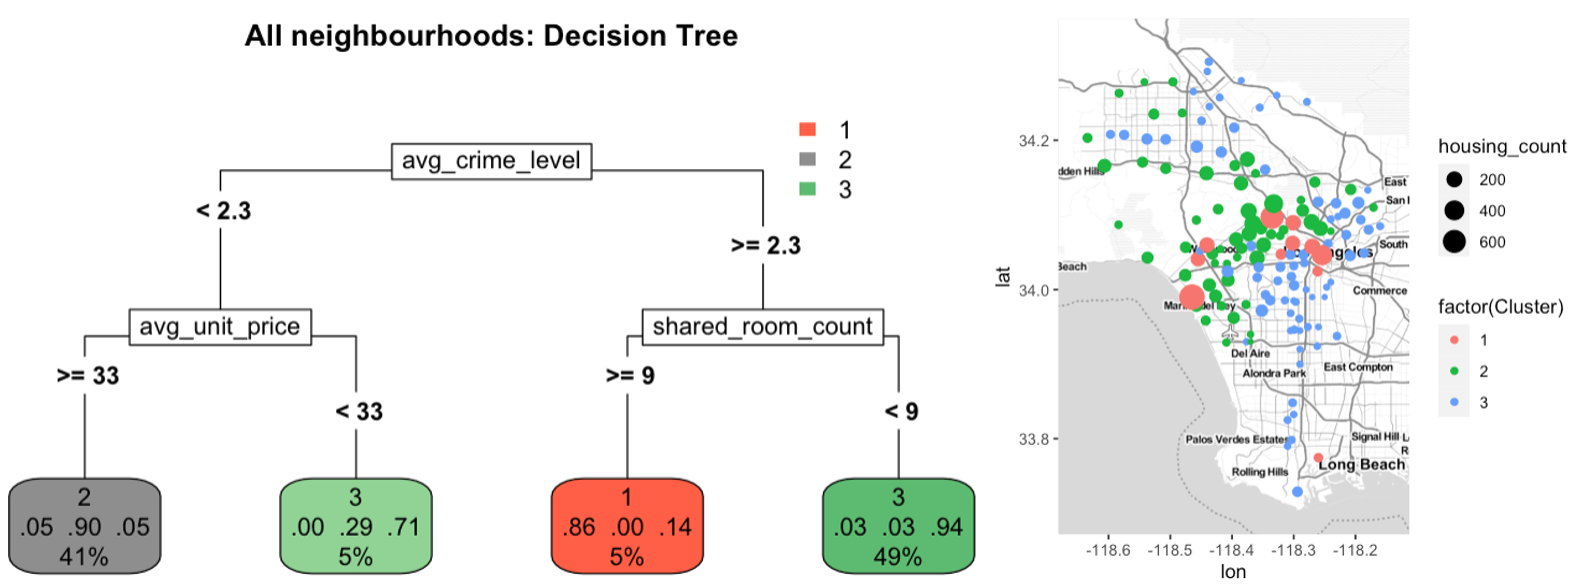 All neighbourhoods: Decision Tree
1
2
3
avg_crime_level
< 2.3
>= 2.3
avg_unit_price
shared_room_count
>= 33
< 33
>= 9
< 9
2
.05 .90 .05
41%
3
.00 .29 .71
5%
1
.86 .00 .14
5%
3
.03 .03 .94
49%
lat
34.2
34.0
33.8
-118.6
-118.5
-118.4
-118.3
-118.2
lon
dden Hills
East
San I
South
Beach
Commerce
Del Aire
Alondra Park
East Compton
Palos Verdes Estates
Signal Hill
Rolling Hills
Long Beach
housing_count
200
400
600
factor(Cluster)
1
2
3